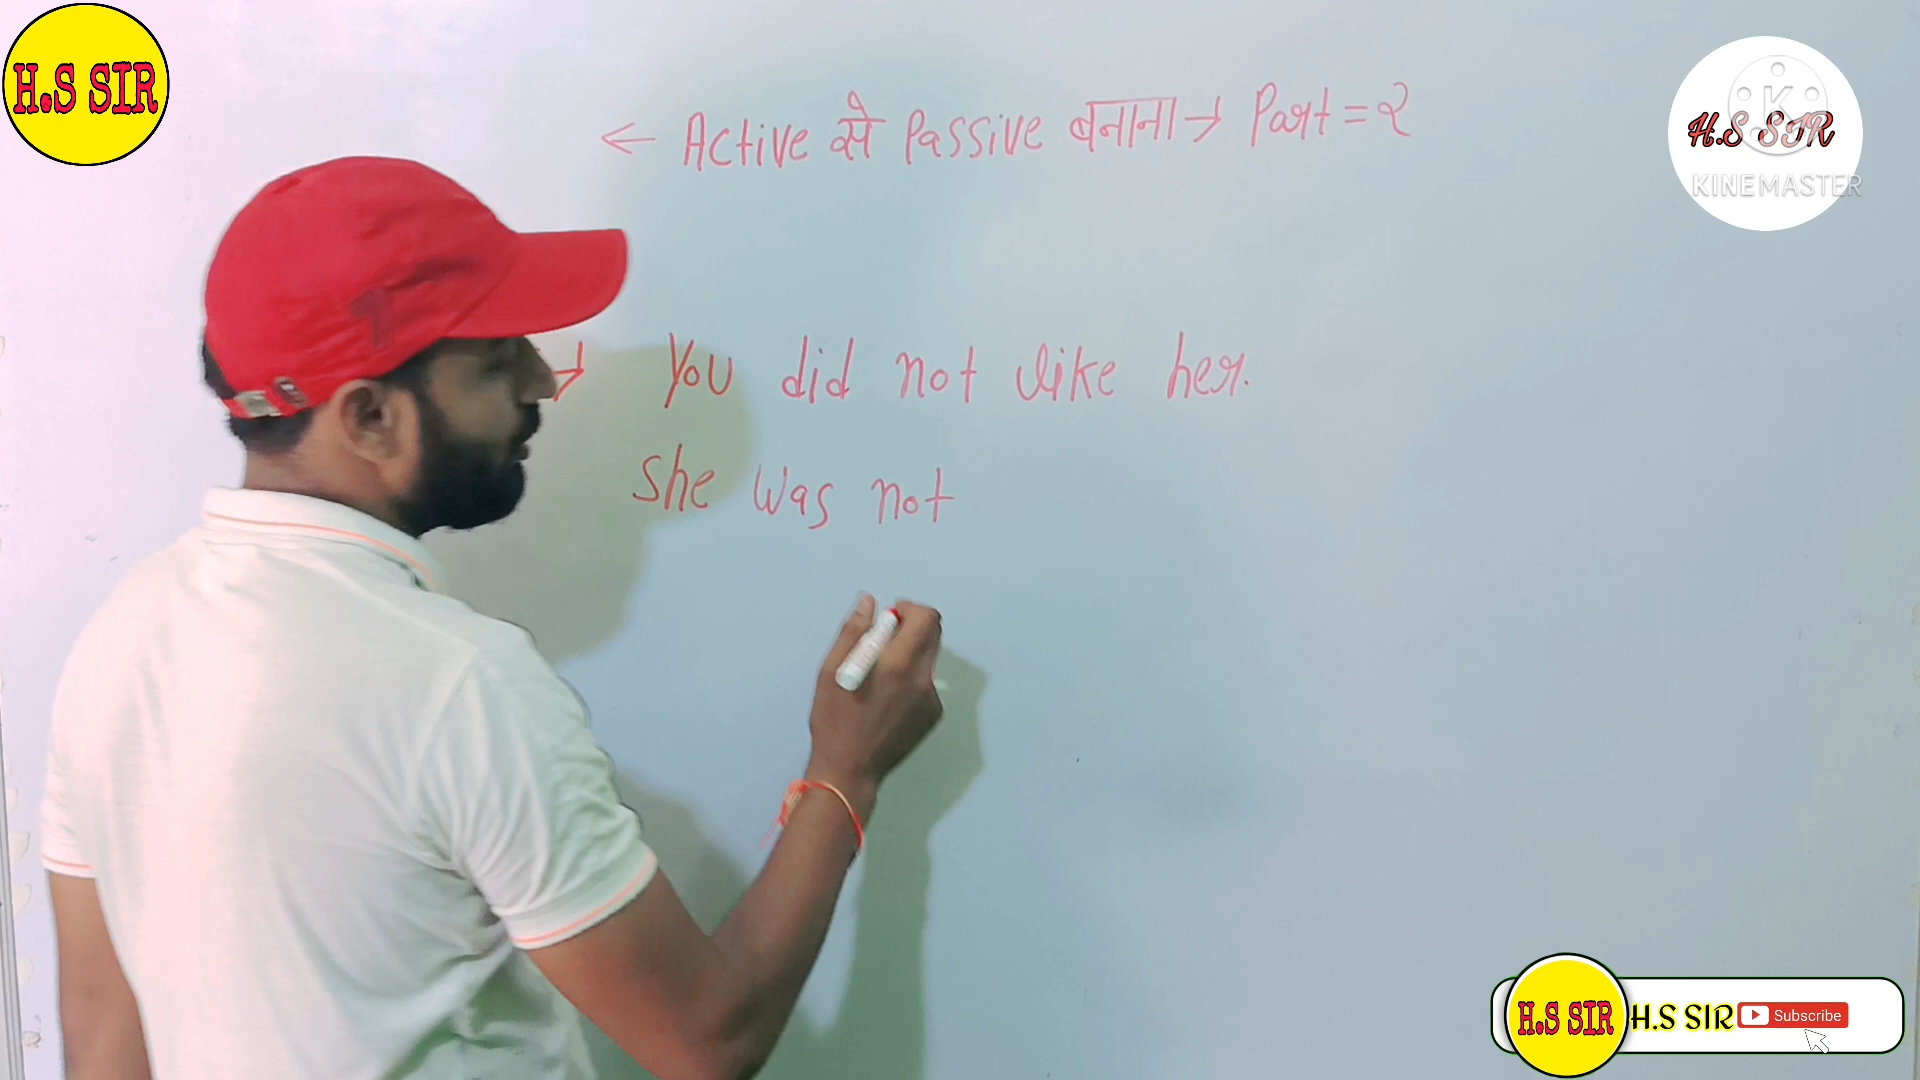 H.S SIR
← Active से Passive बनाना → Part = २
H.S SIR
KINEMASTER
→ You did not like her.
She was not
H.S SIR H.S SIR Subscribe